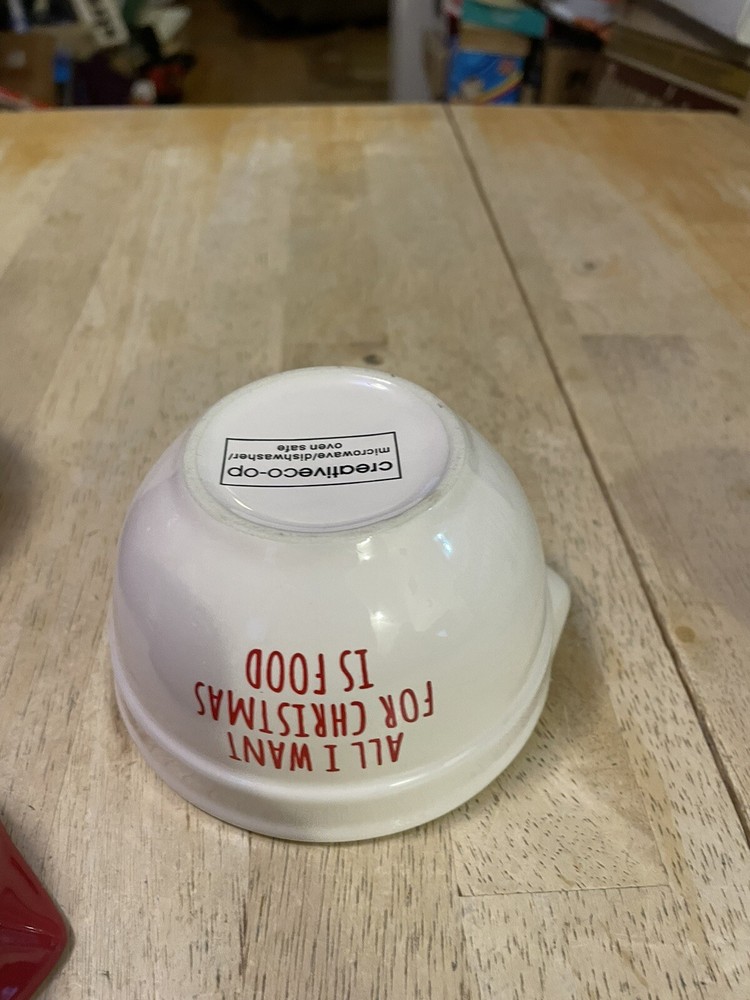 creativeco-op
microwave/dishwasher/
oven safe
ALL I WANT
FOR CHRISTMAS
IS FOOD